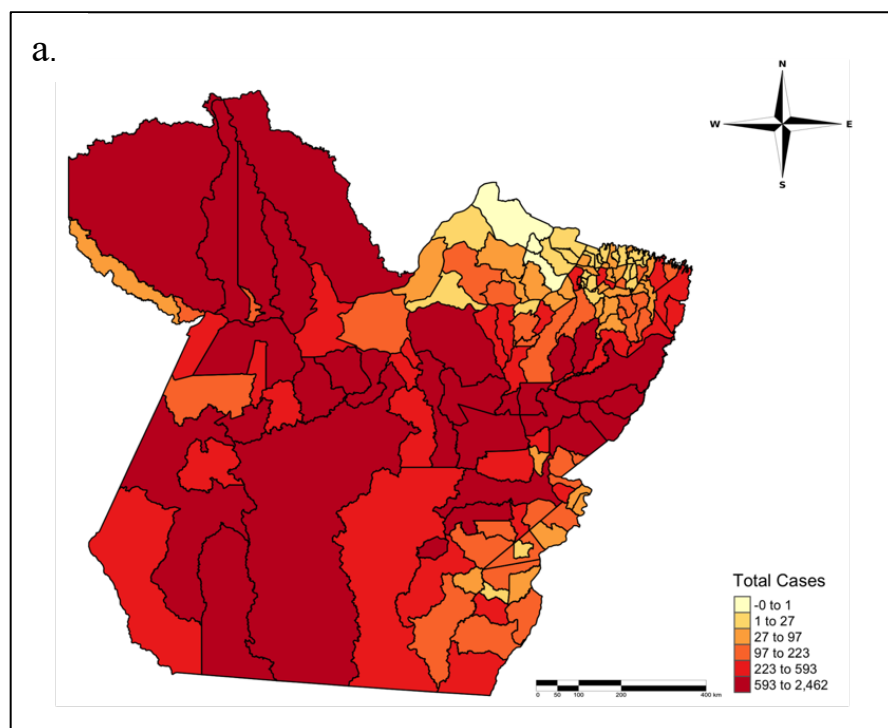 a.
N
W E
S
Total Cases
-0 to 1
1 to 27
27 to 97
97 to 223
223 to 593
593 to 2,462
0 50 100 200 400 km